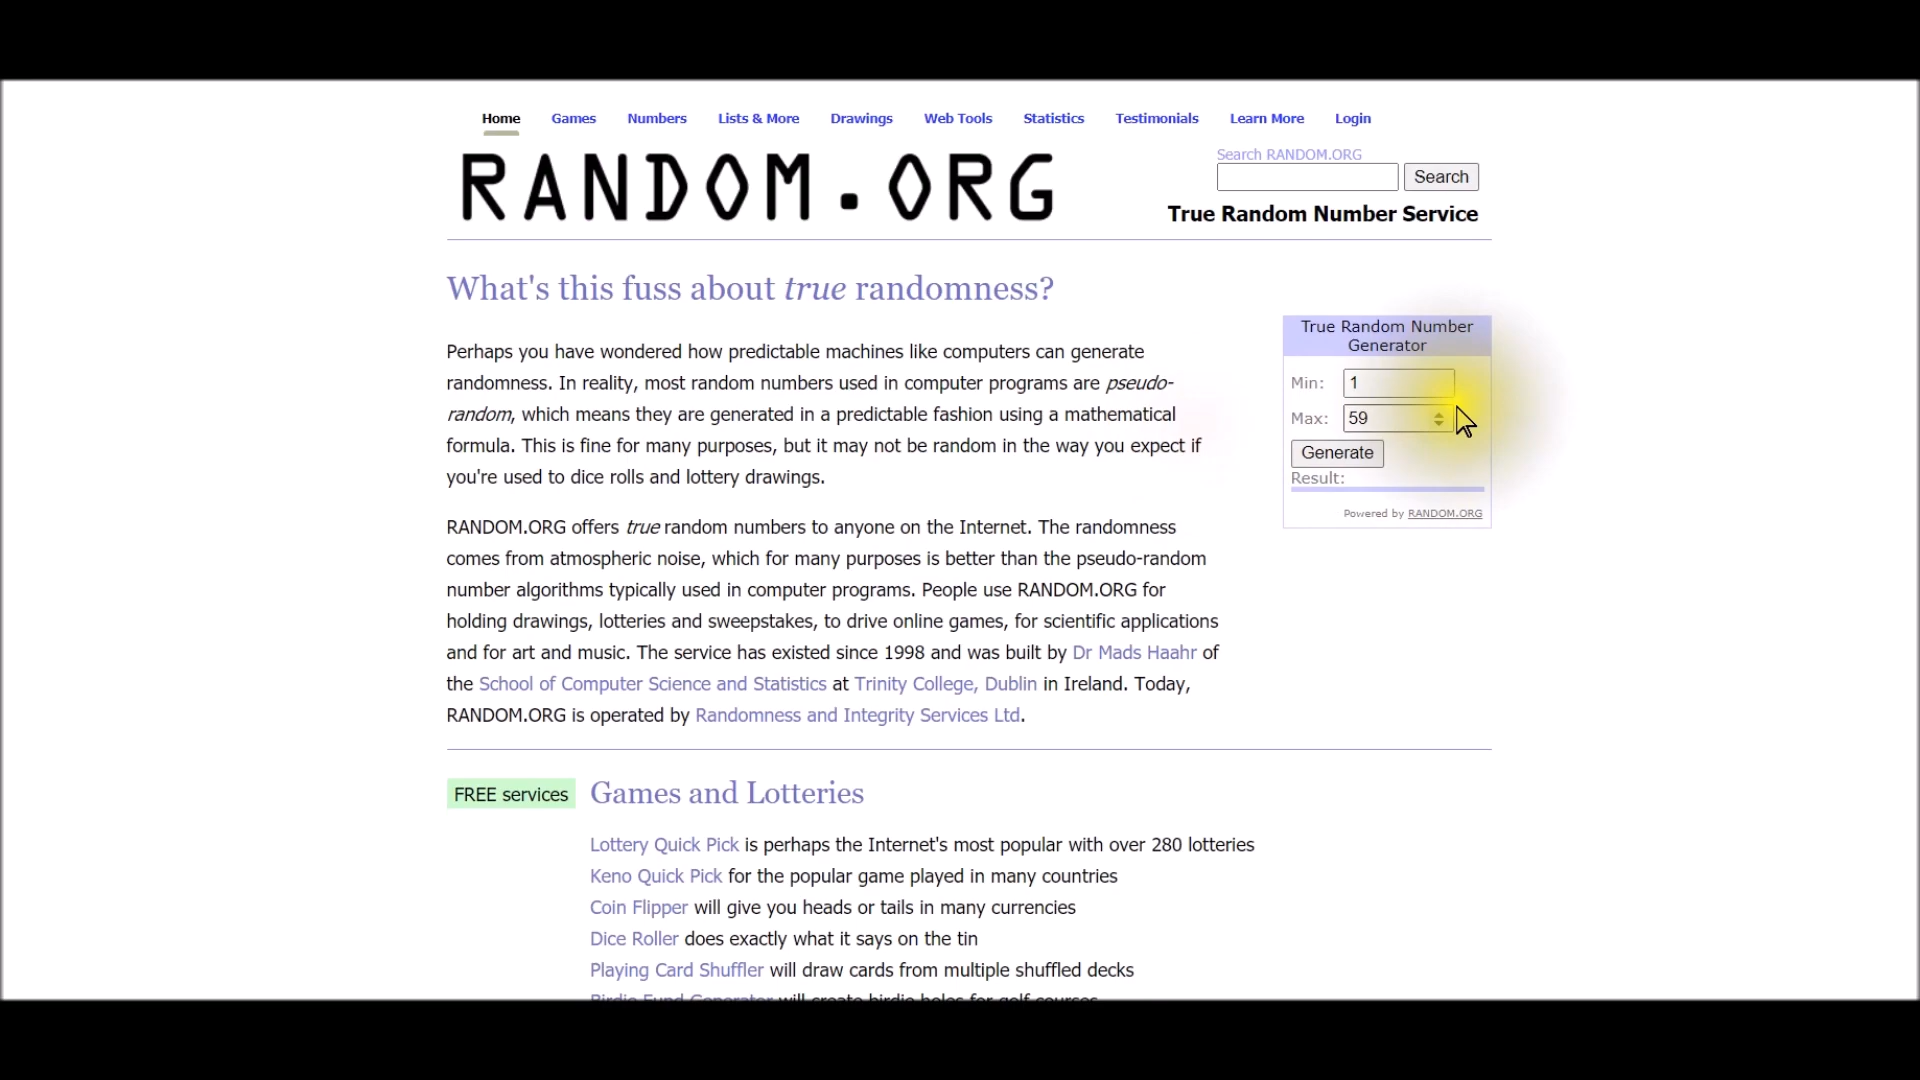 Home Games Numbers Lists & More Drawings Web Tools Statistics Testimonials Learn More Login
RANDOM.ORG
Search RANDOM.ORG
Search
True Random Number Service
What's this fuss about true randomness?
Perhaps you have wondered how predictable machines like computers can generate
randomness. In reality, most random numbers used in computer programs are pseudo-
random, which means they are generated in a predictable fashion using a mathematical
formula. This is fine for many purposes, but it may not be random in the way you expect if
you're used to dice rolls and lottery drawings.
RANDOM.ORG offers true random numbers to anyone on the Internet. The randomness
comes from atmospheric noise, which for many purposes is better than the pseudo-random
number algorithms typically used in computer programs. People use RANDOM.ORG for
holding drawings, lotteries and sweepstakes, to drive online games, for scientific applications
and for art and music. The service has existed since 1998 and was built by Dr Mads Haahr of
the School of Computer Science and Statistics at Trinity College, Dublin in Ireland. Today,
RANDOM.ORG is operated by Randomness and Integrity Services Ltd.
True Random Number
Generator
Min: 1
Max: 59
Generate
Result:
Powered by RANDOM.ORG
FREE services
Games and Lotteries
Lottery Quick Pick is perhaps the Internet's most popular with over 280 lotteries
Keno Quick Pick for the popular game played in many countries
Coin Flipper will give you heads or tails in many currencies
Dice Roller does exactly what it says on the tin
Playing Card Shuffler will draw cards from multiple shuffled decks
Birdie Fund Generator will create birdie holes for golf courses